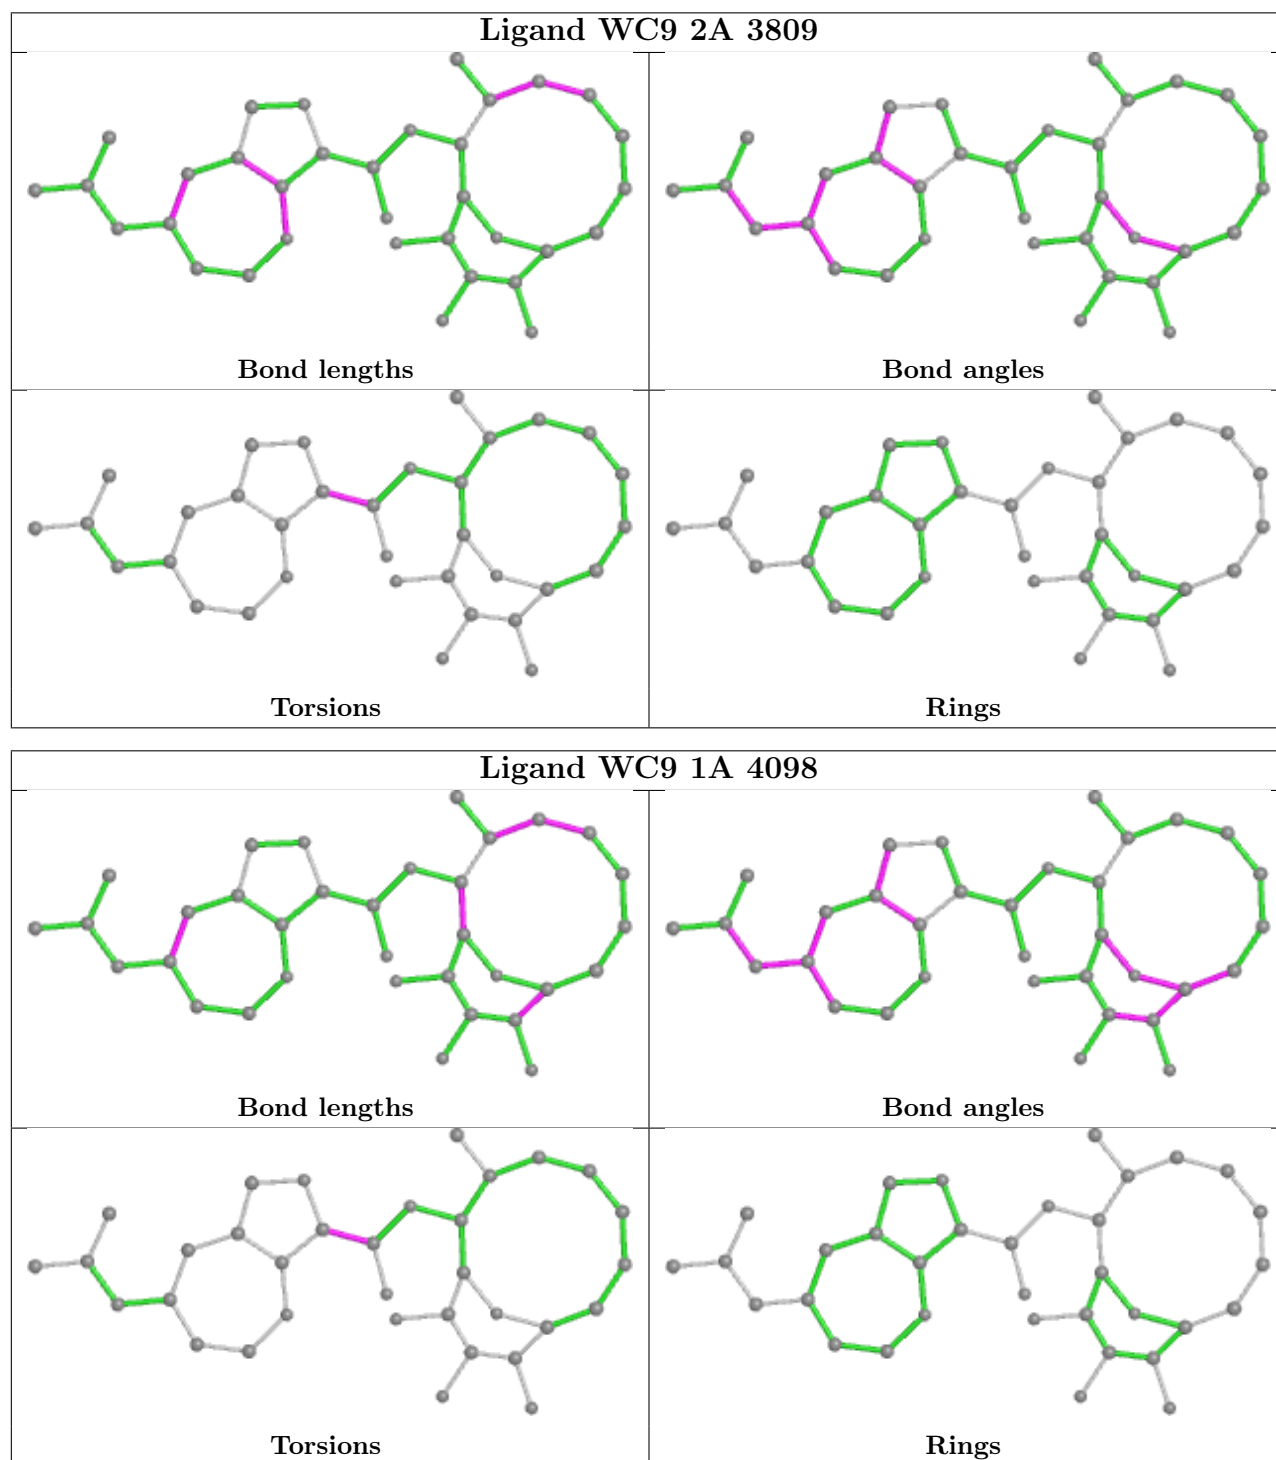 Ligand WC9 2A 3809
Bond lengths
Bond angles
Torsions
Rings
Ligand WC9 1A 4098
Bond lengths
Bond angles
Torsions
Rings